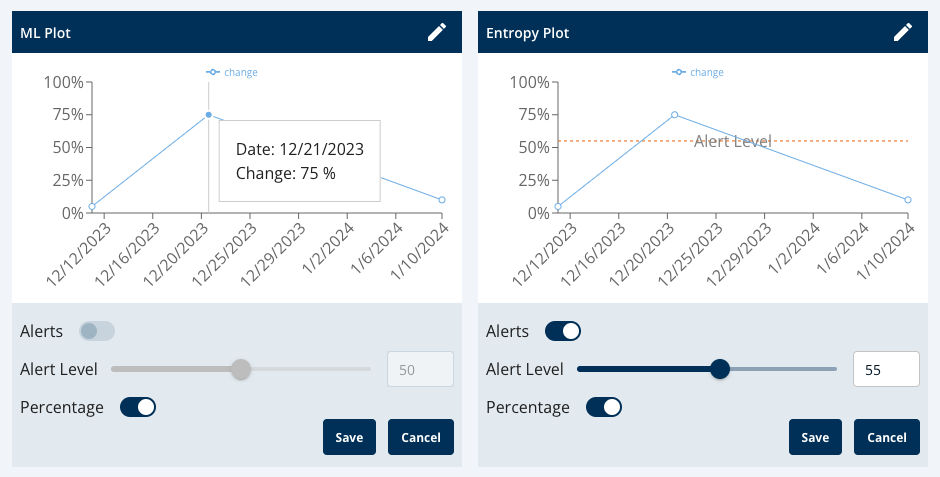 ML Plot
change
100%
75%
50%
25%
0%
Date: 12/21/2023
Change: 75 %
12/12/2023
12/16/2023
12/20/2023
12/25/2023
12/29/2023
1/2/2024
1/6/2024
1/10/2024
Alerts
Alert Level
50
Percentage
Save
Cancel
Entropy Plot
change
100%
75%
50%
25%
0%
Alert Level
12/12/2023
12/16/2023
12/20/2023
12/25/2023
12/29/2023
1/2/2024
1/6/2024
1/10/2024
Alerts
Alert Level
55
Percentage
Save
Cancel